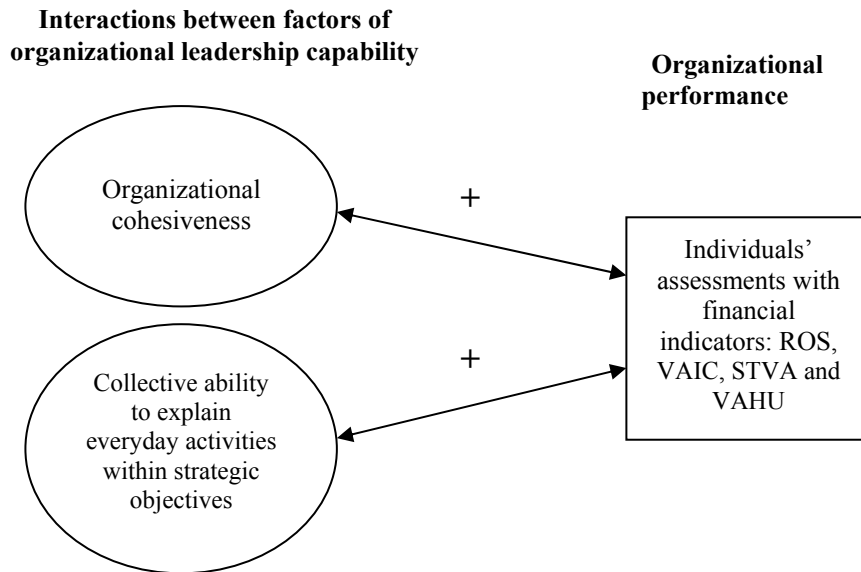 Interactions between factors of
organizational leadership capability
Organizational
performance
Organizational
cohesiveness
+
Individuals’
assessments with
financial
indicators: ROS,
VAIC, STVA and
VAHU
+
Collective ability
to explain
everyday activities
within strategic
objectives